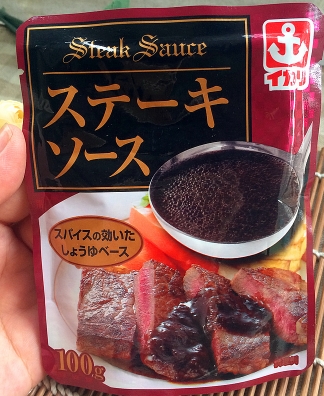 Steak Sauce
イカリ
ステーキ
ソース
スパイスの効いた
しょうゆベース
100g